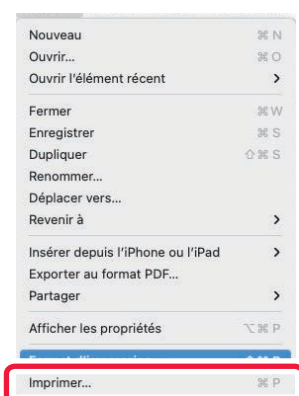 Nouveau ⌘ N
Ouvrir... ⌘ O
Ouvrir l'élément récent >
Fermer ⌘ W
Enregistrer ⌘ S
Dupliquer ⇧ ⌘ S
Renommer...
Déplacer vers...
Revenir à >
Insérer depuis l'iPhone ou l'iPad >
Exporter au format PDF...
Partager >
Afficher les propriétés ⌥ ⌘ P
Imprimer... ⌘ P